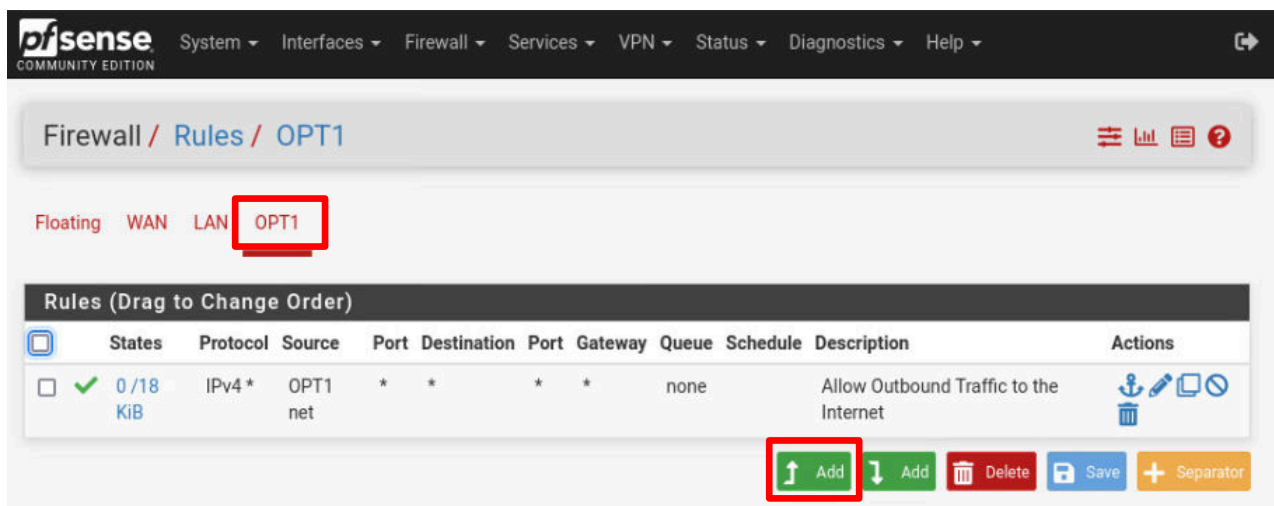 pfsense System Interfaces Firewall Services VPN Status Diagnostics Help
COMMUNITY EDITION
Firewall / Rules / OPT1
Floating WAN LAN OPT1
Rules (Drag to Change Order)
States Protocol Source Port Destination Port Gateway Queue Schedule Description Actions
0 /18 IPv4 * OPT1 * * * * none Allow Outbound Traffic to the
KiB net Internet
Add Add Delete Save Separator